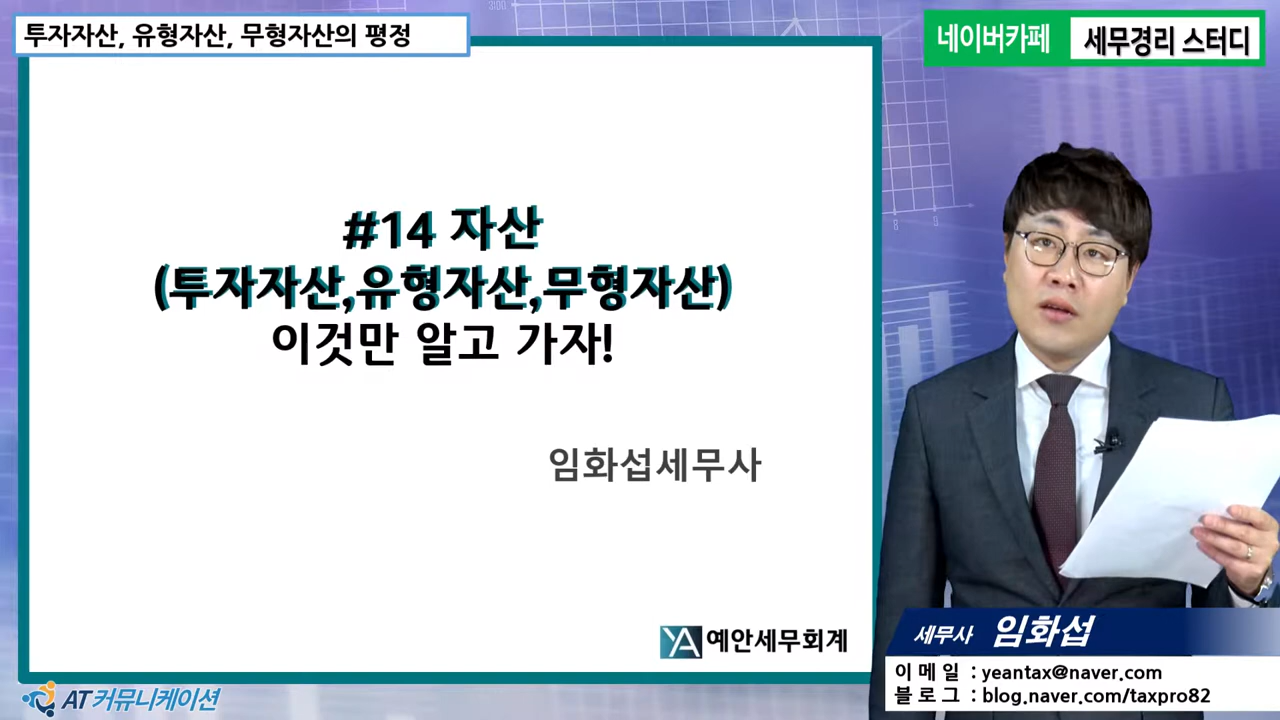 투자자산, 유형자산, 무형자산의 평정
네이버카페 세무경리 스터디
#14 자산
(투자자산,유형자산,무형자산)
이것만 알고 가자!
임화섭세무사
YA 예안세무회계
세무사 임화섭
이 메 일 : yeantax@naver.com
블 로 그 : blog.naver.com/taxpro82
AT커뮤니케이션
8 9